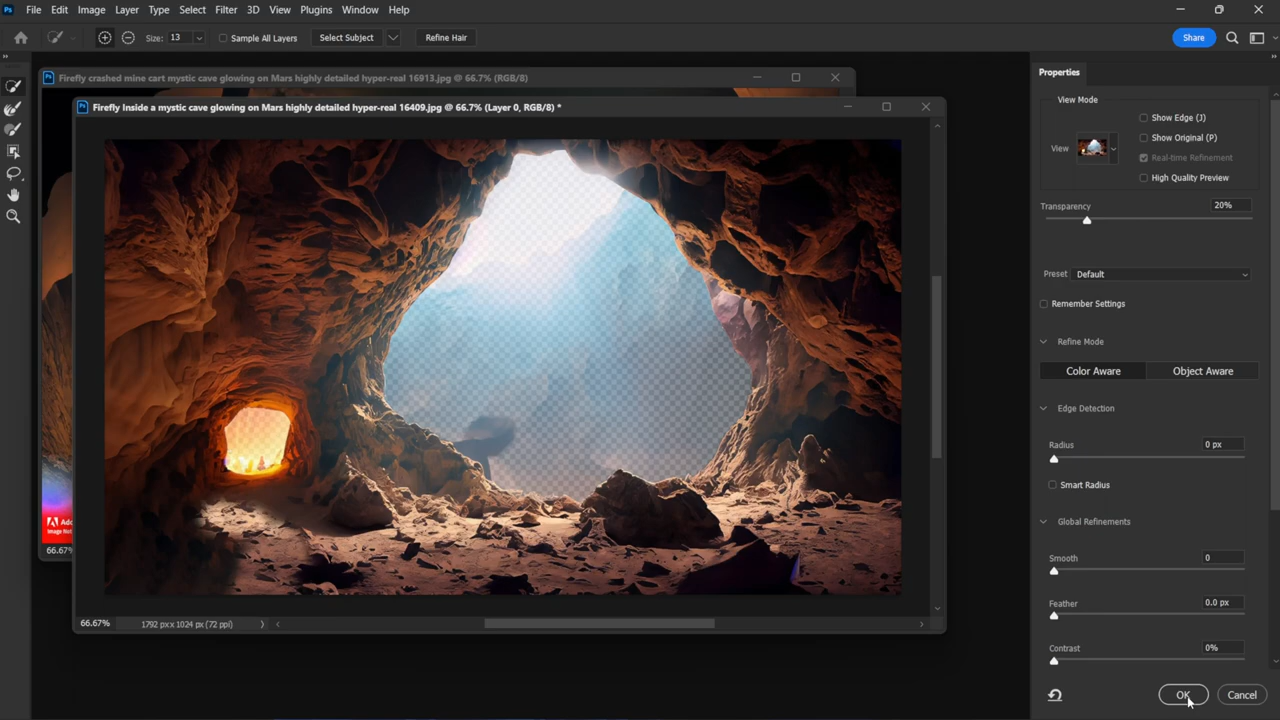 Ps File Edit Image Layer Type Select Filter 3D View Plugins Window Help
Size: 13 Sample All Layers Select Subject Refine Hair Share
Ps Firefly crashed mine cart mystic cave glowing on Mars highly detailed hyper-real 16913.jpg @ 66.7% (RGB/8)
Ps Firefly Inside a mystic cave glowing on Mars highly detailed hyper-real 16409.jpg @ 66.7% (Layer 0, RGB/8) *
66.67%
66.67% 1792 px x 1024 px (72 ppi)
Properties
View Mode
Show Edge (J)
Show Original (P)
View
Real-time Refinement
High Quality Preview
Transparency 20%
Preset Default
Remember Settings
Refine Mode
Color Aware Object Aware
Edge Detection
Radius 0 px
Smart Radius
Global Refinements
Smooth 0
Feather 0.0 px
Contrast 0%
OK Cancel